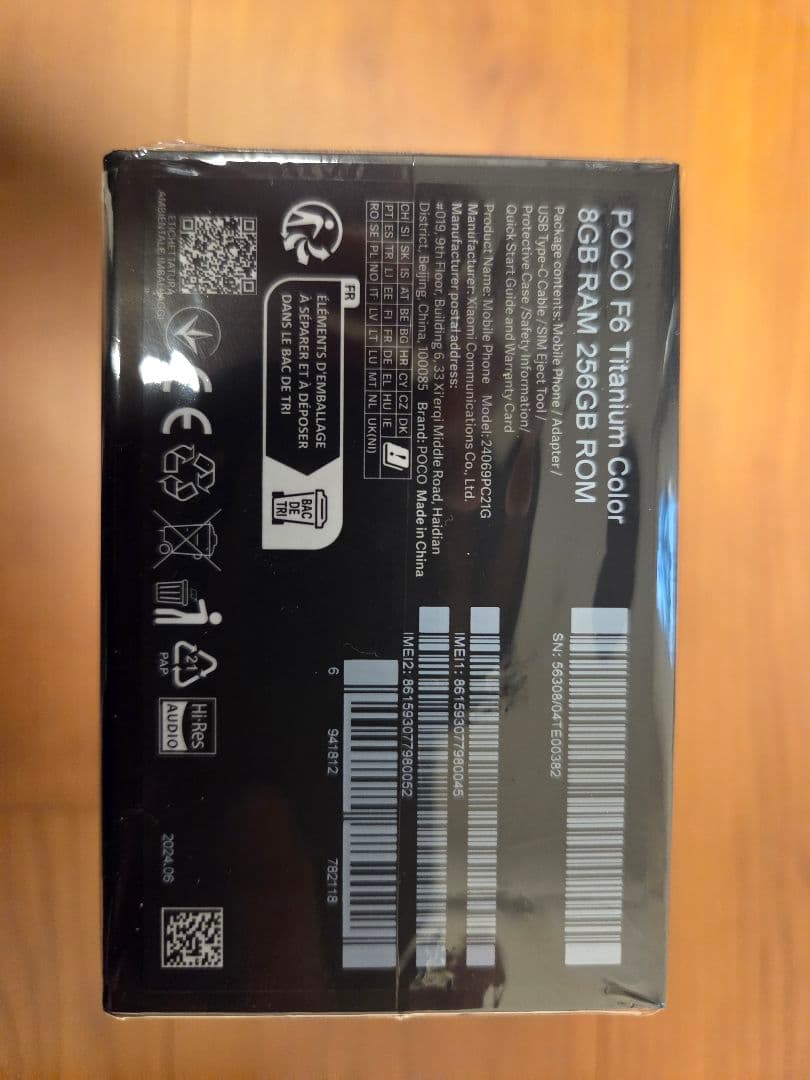 POCO F6 Titanium Color
8GB RAM 256GB ROM
Package contents: Mobile Phone / Adapter /
USB Type-C Cable / SIM Eject Tool /
Protective Case /Safety Information/
Quick Start Guide and Warranty Card
Product Name: Mobile Phone Model: 24069PC21G
Manufacturer: Xiaomi Communications Co., Ltd.
Manufacturer postal address:
#019, 9th Floor, Building 6, 33 Xi'erqi Middle Road, Haidian
District, Beijing, China, 100085 Brand: POCO Made in China
SN: 56308/04TE00382
IMEI1: 861593077980045
IMEI2: 861593077980052
6 941812 782118
CH SI SK IS AT BE BG HR CY CZ DK
PT ES TR LI EE FI FR DE EL HU IE
RO SE PL NO IT LV LT LU MT NL UK(NI)
FR
ÉLÉMENTS D'EMBALLAGE
À SÉPARER ET À DÉPOSER
DANS LE BAC DE TRI
BAC
DE
TRI
ETICHETTATURA
AMBIENTALE IMBALLAGGI
CE
21
PAP
Hi-Res
AUDIO
2024.06